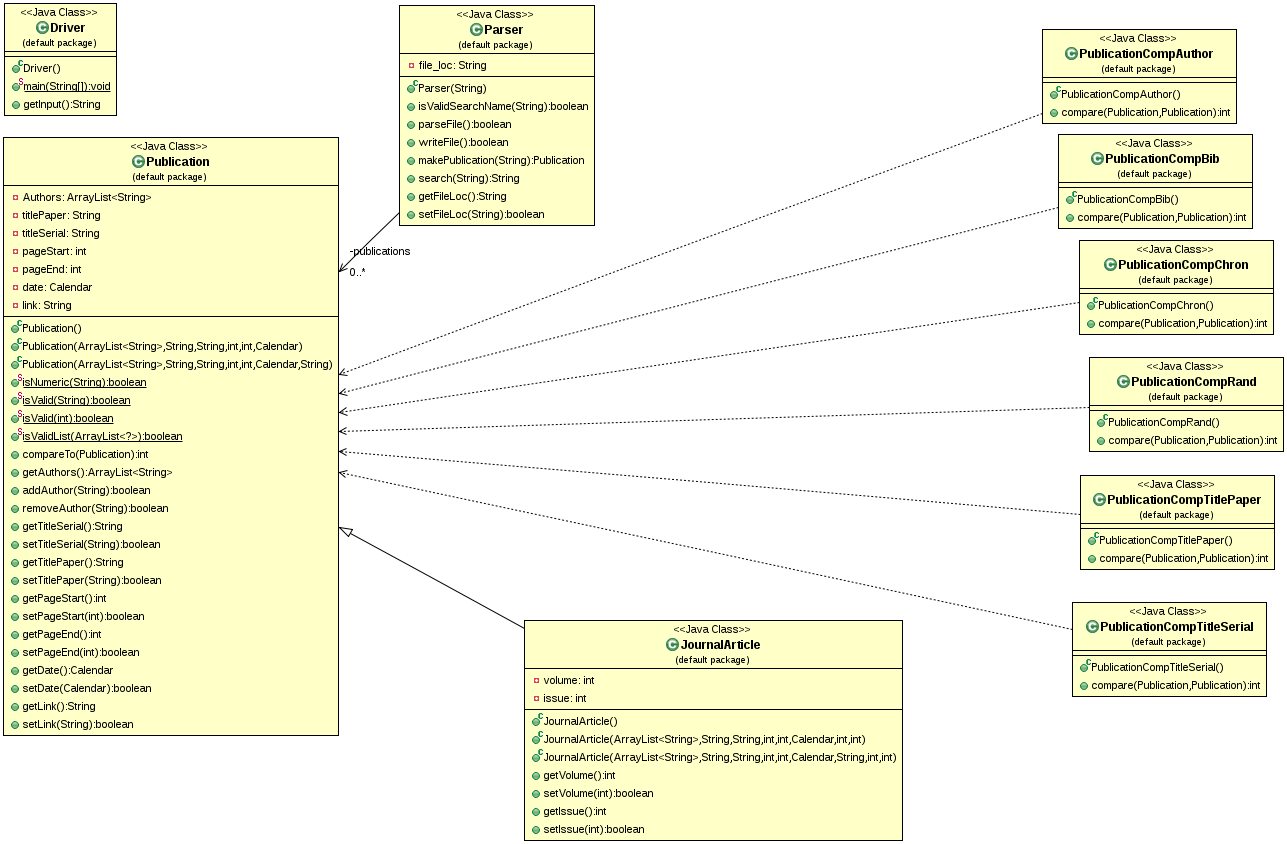 <<Java Class>>
Driver
(default package)
Driver()
main(String[]):void
getInput():String
<<Java Class>>
Parser
(default package)
file_loc: String
Parser(String)
isValidSearchName(String):boolean
parseFile():boolean
writeFile():boolean
makePublication(String):Publication
search(String):String
getFileLoc():String
setFileLoc(String):boolean
-publications
0..*
<<Java Class>>
Publication
(default package)
Authors: ArrayList<String>
titlePaper: String
titleSerial: String
pageStart: int
pageEnd: int
date: Calendar
link: String
Publication()
Publication(ArrayList<String>,String,String,int,int,Calendar)
Publication(ArrayList<String>,String,String,int,int,Calendar,String)
isNumeric(String):boolean
isValid(String):boolean
isValid(int):boolean
isValidList(ArrayList<?>):boolean
compareTo(Publication):int
getAuthors():ArrayList<String>
addAuthor(String):boolean
removeAuthor(String):boolean
getTitleSerial():String
setTitleSerial(String):boolean
getTitlePaper():String
setTitlePaper(String):boolean
getPageStart():int
setPageStart(int):boolean
getPageEnd():int
setPageEnd(int):boolean
getDate():Calendar
setDate(Calendar):boolean
getLink():String
setLink(String):boolean
<<Java Class>>
JournalArticle
(default package)
volume: int
issue: int
JournalArticle()
JournalArticle(ArrayList<String>,String,String,int,int,Calendar,int,int)
JournalArticle(ArrayList<String>,String,String,int,int,Calendar,String,int,int)
getVolume():int
setVolume(int):boolean
getIssue():int
setIssue(int):boolean
<<Java Class>>
PublicationCompAuthor
(default package)
PublicationCompAuthor()
compare(Publication,Publication):int
<<Java Class>>
PublicationCompBib
(default package)
PublicationCompBib()
compare(Publication,Publication):int
<<Java Class>>
PublicationCompChron
(default package)
PublicationCompChron()
compare(Publication,Publication):int
<<Java Class>>
PublicationCompRand
(default package)
PublicationCompRand()
compare(Publication,Publication):int
<<Java Class>>
PublicationCompTitlePaper
(default package)
PublicationCompTitlePaper()
compare(Publication,Publication):int
<<Java Class>>
PublicationCompTitleSerial
(default package)
PublicationCompTitleSerial()
compare(Publication,Publication):int